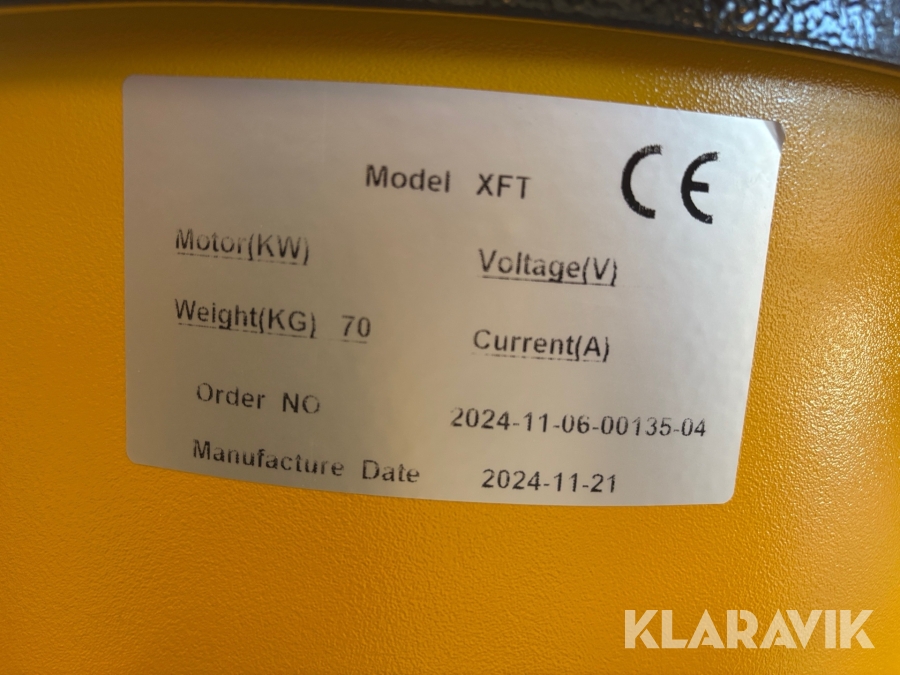 Model XFT CE
Motor(KW) Voltage(V)
Weight(KG) 70 Current(A)
Order NO 2024-11-06-00135-04
Manufacture Date 2024-11-21
KLARAVIK